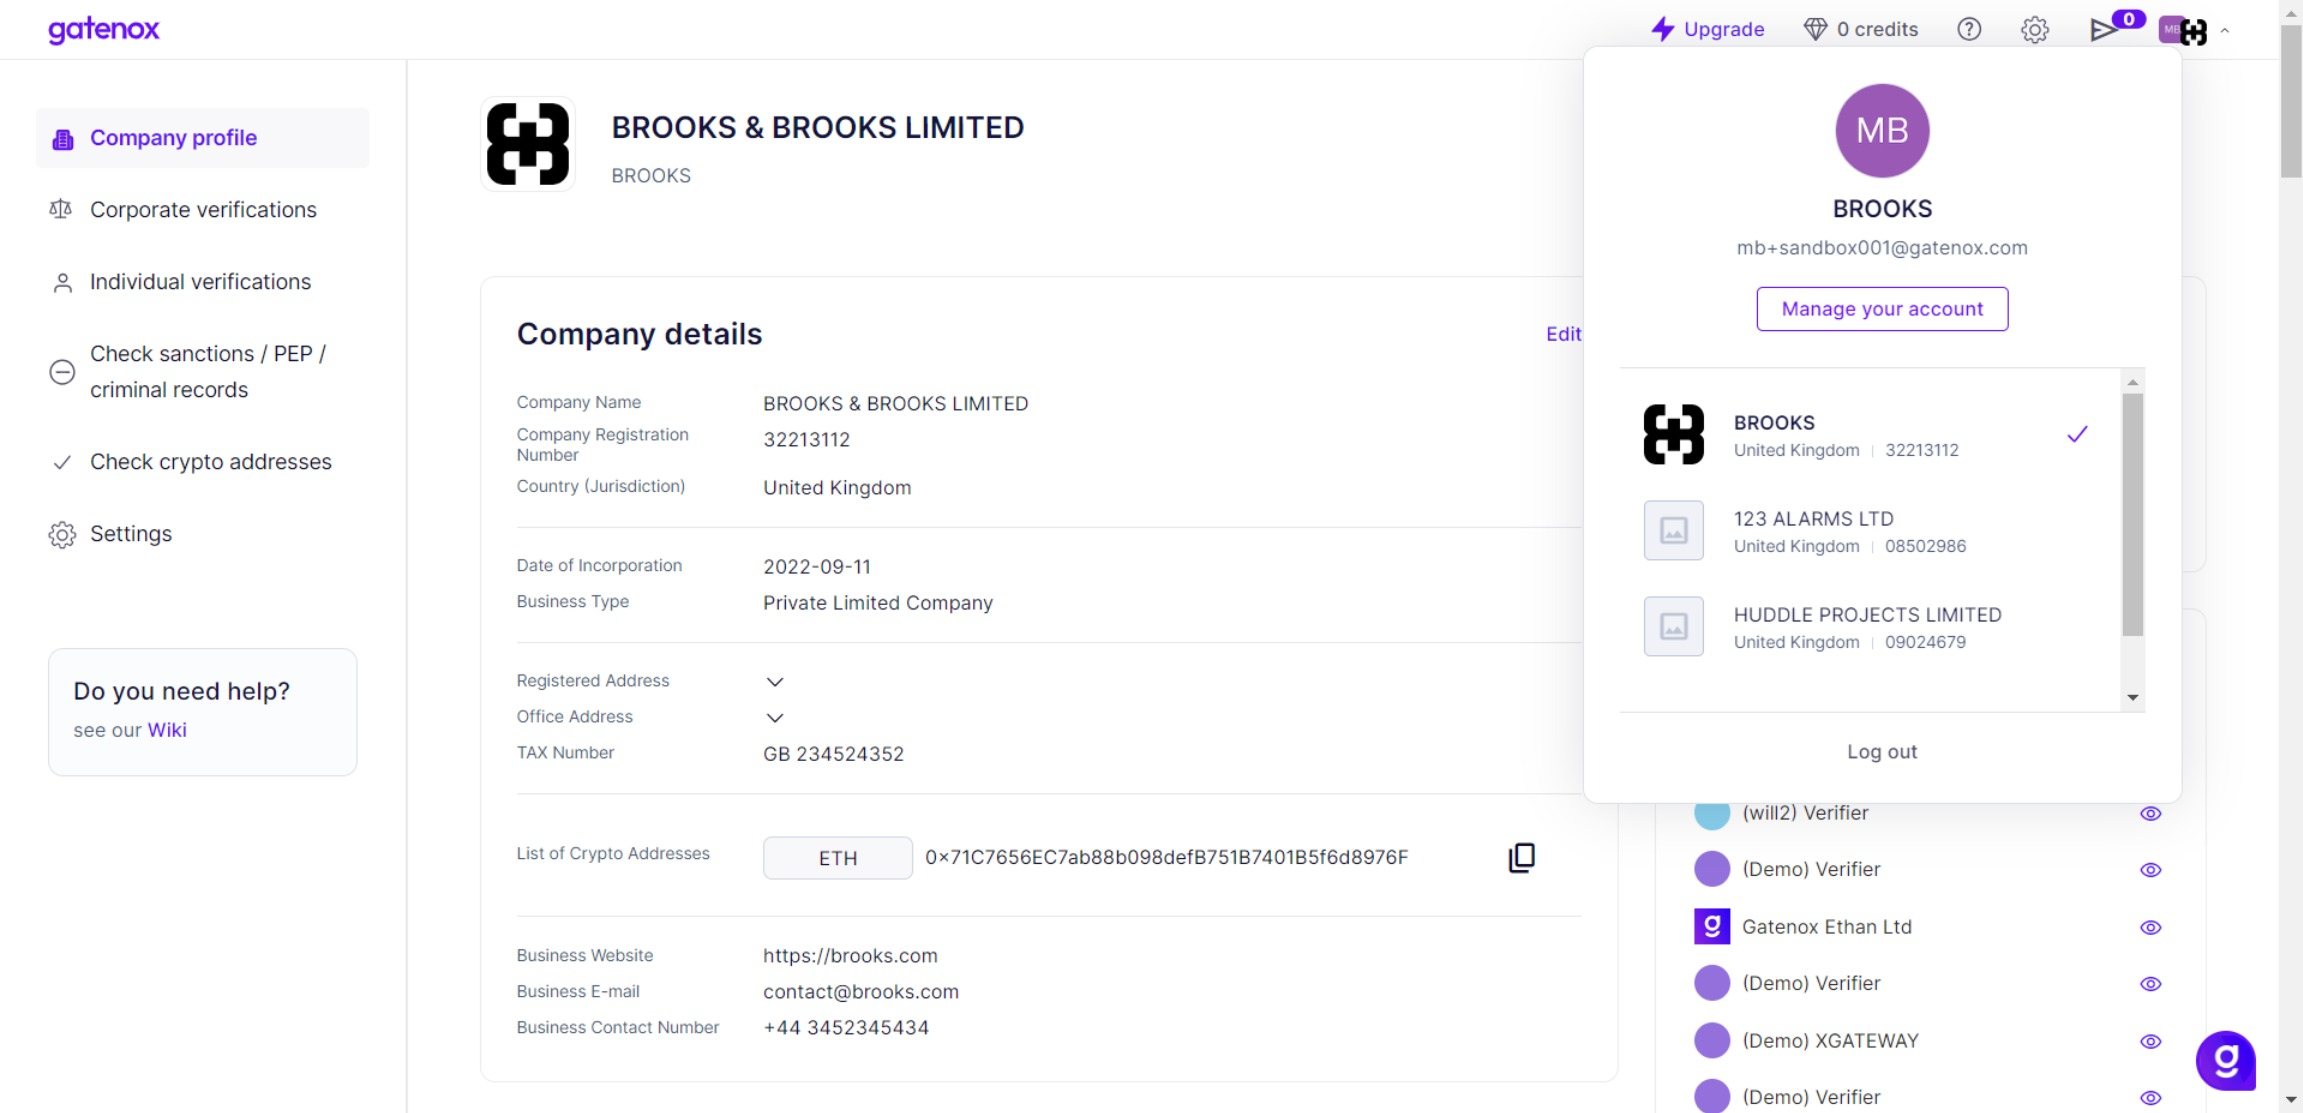 gatenox
Upgrade
0 credits
0
MB
Company profile
Corporate verifications
Individual verifications
Check sanctions / PEP /
criminal records
Check crypto addresses
Settings
Do you need help?
see our Wiki
BROOKS & BROOKS LIMITED
BROOKS
Company details
Edit
Company Name
BROOKS & BROOKS LIMITED
Company Registration
Number
32213112
Country (Jurisdiction)
United Kingdom
Date of Incorporation
2022-09-11
Business Type
Private Limited Company
Registered Address
Office Address
TAX Number
GB 234524352
List of Crypto Addresses
ETH
0x71C7656EC7ab88b098defB751B7401B5f6d8976F
Business Website
https://brooks.com
Business E-mail
contact@brooks.com
Business Contact Number
+44 3452345434
MB
BROOKS
mb+sandbox001@gatenox.com
Manage your account
BROOKS
United Kingdom | 32213112
123 ALARMS LTD
United Kingdom | 08502986
HUDDLE PROJECTS LIMITED
United Kingdom | 09024679
Log out
(will2) Verifier
(Demo) Verifier
g
Gatenox Ethan Ltd
(Demo) Verifier
(Demo) XGATEWAY
(Demo) Verifier
g